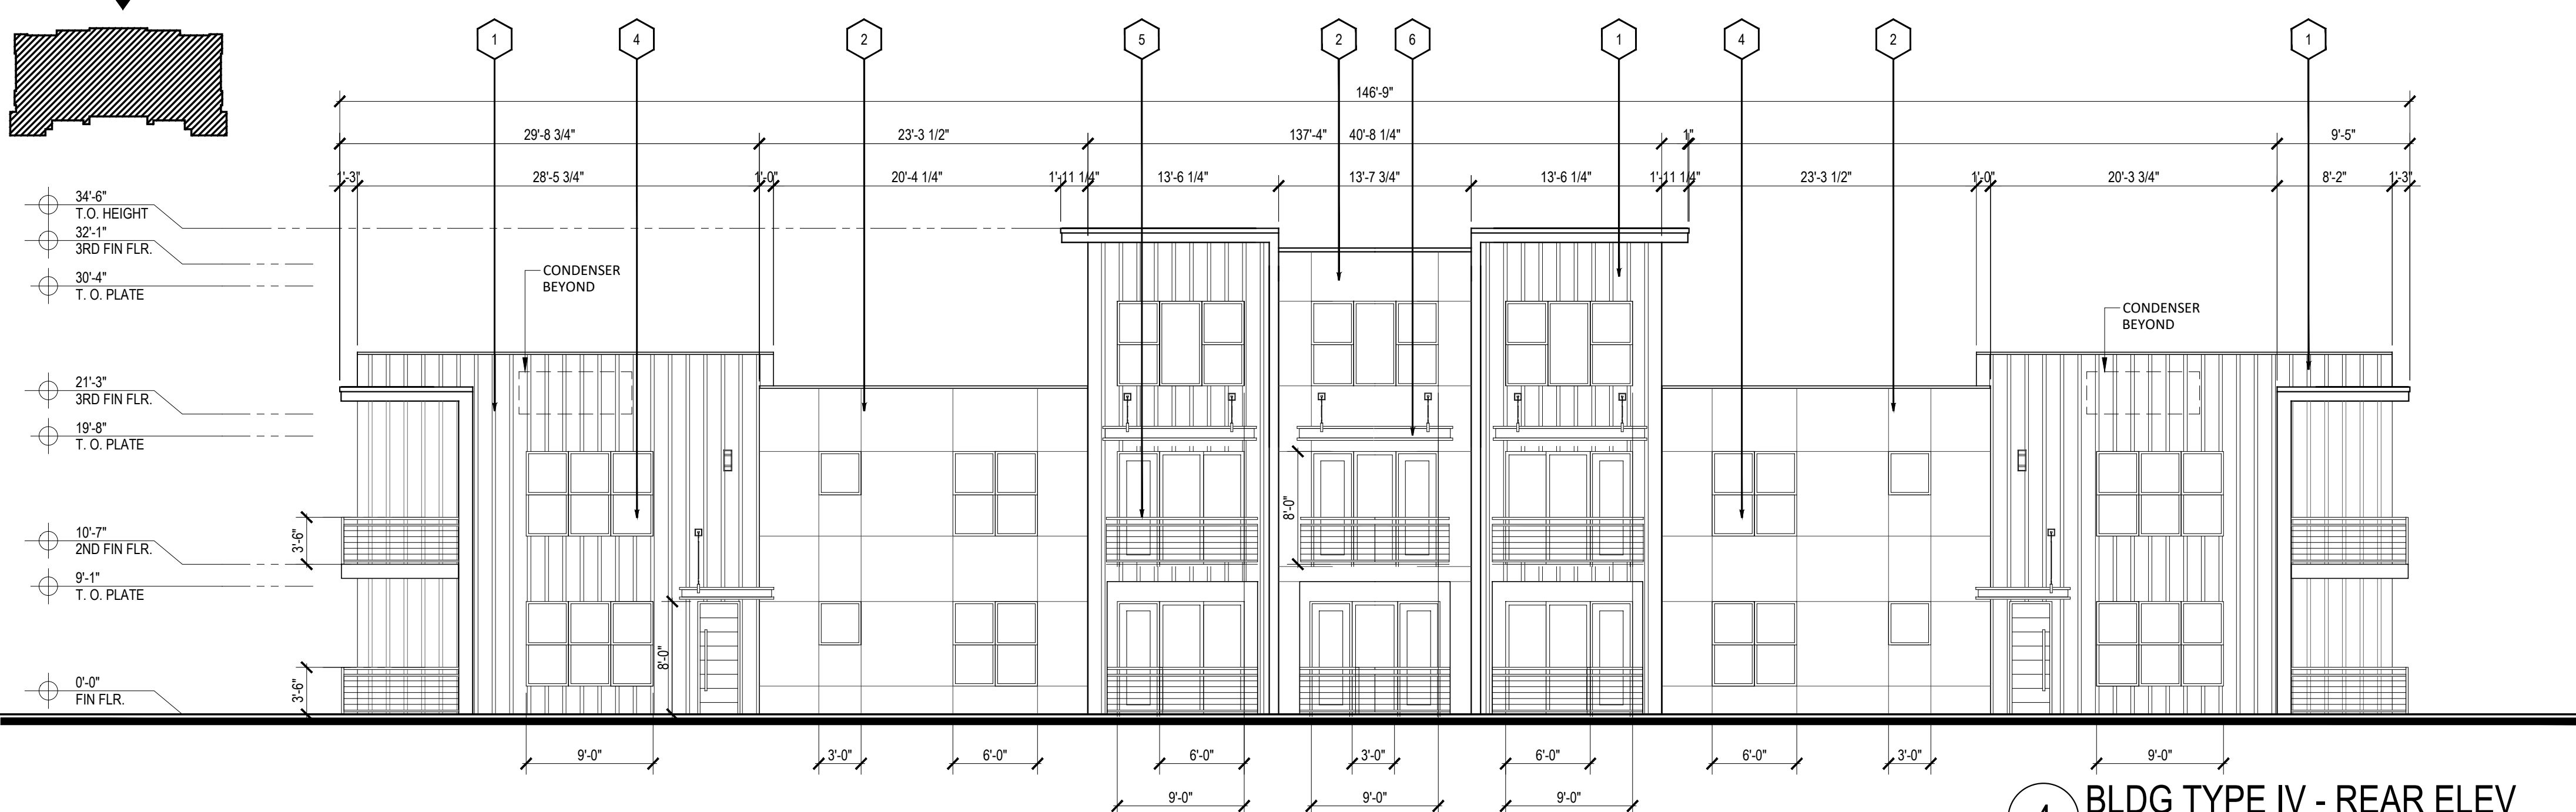 1 4 2 5 2 6 1 4 2 1
146'-9"
29'-8 3/4" 23'-3 1/2" 137'-4" 40'-8 1/4" 1" 9'-5"
1'-3" 28'-5 3/4" 1'-0" 20'-4 1/4" 1'-11 1/4" 13'-6 1/4" 13'-7 3/4" 13'-6 1/4" 1'-11 1/4" 23'-3 1/2" 1'-0" 20'-3 3/4" 8'-2" 1'-3"
34'-6"
T.O. HEIGHT
32'-1"
3RD FIN FLR.
30'-4"
T. O. PLATE
21'-3"
3RD FIN FLR.
19'-8"
T. O. PLATE
10'-7"
2ND FIN FLR.
9'-1"
T. O. PLATE
0'-0"
FIN FLR.
CONDENSER
BEYOND
CONDENSER
BEYOND
3'-6"
3'-6"
8'-0"
8'-0"
9'-0" 3'-0" 6'-0" 6'-0" 3'-0" 6'-0" 6'-0" 3'-0" 9'-0"
9'-0" 9'-0" 9'-0"
BLDG TYPE IV - REAR ELEV